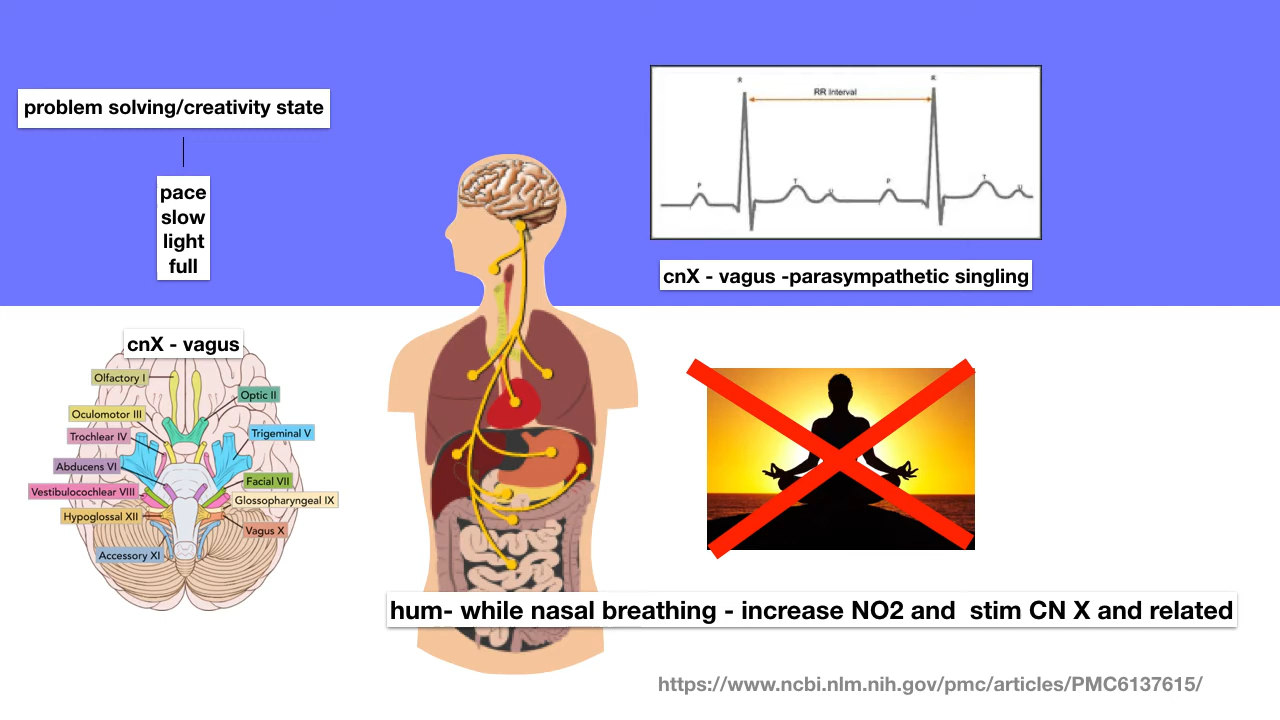 problem solving/creativity state
pace
slow
light
full
R
R
RR Interval
P
T
U
P
T
U
cnX - vagus -parasympathetic singling
cnX - vagus
Olfactory I
Optic II
Oculomotor III
Trochlear IV
Trigeminal V
Abducens VI
Facial VII
Vestibulocochlear VIII
Glossopharyngeal IX
Hypoglossal XII
Vagus X
Accessory XI
hum- while nasal breathing - increase NO2 and  stim CN X and related
https://www.ncbi.nlm.nih.gov/pmc/articles/PMC6137615/